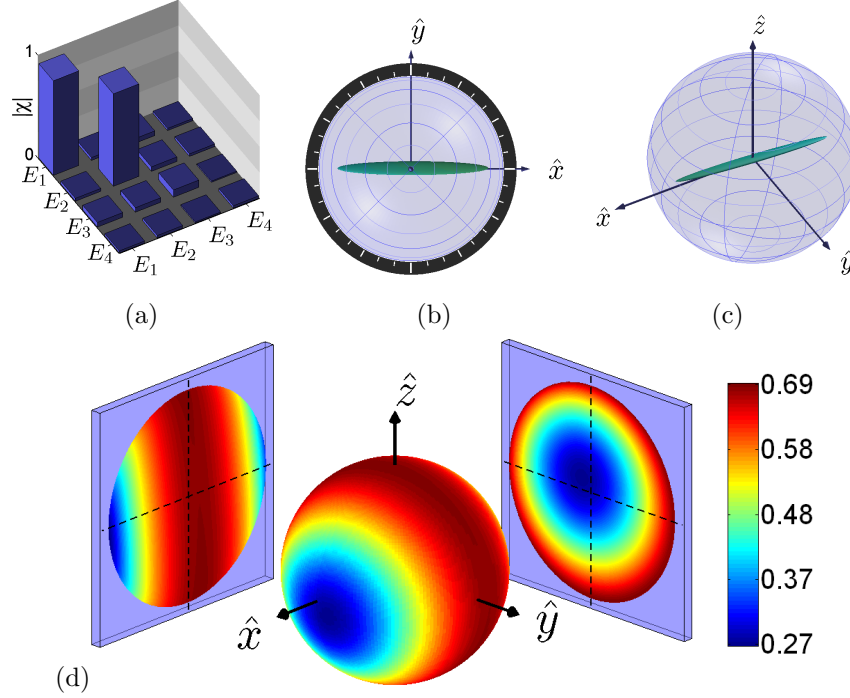 1
|χ|
0
E₁
E₂
E₃
E₄
E₁
E₂
E₃
E₄
(a)
ŷ
x̂
(b)
ẑ
x̂
ŷ
(c)
ẑ
x̂
ŷ
0.69
0.58
0.48
0.37
0.27
(d)